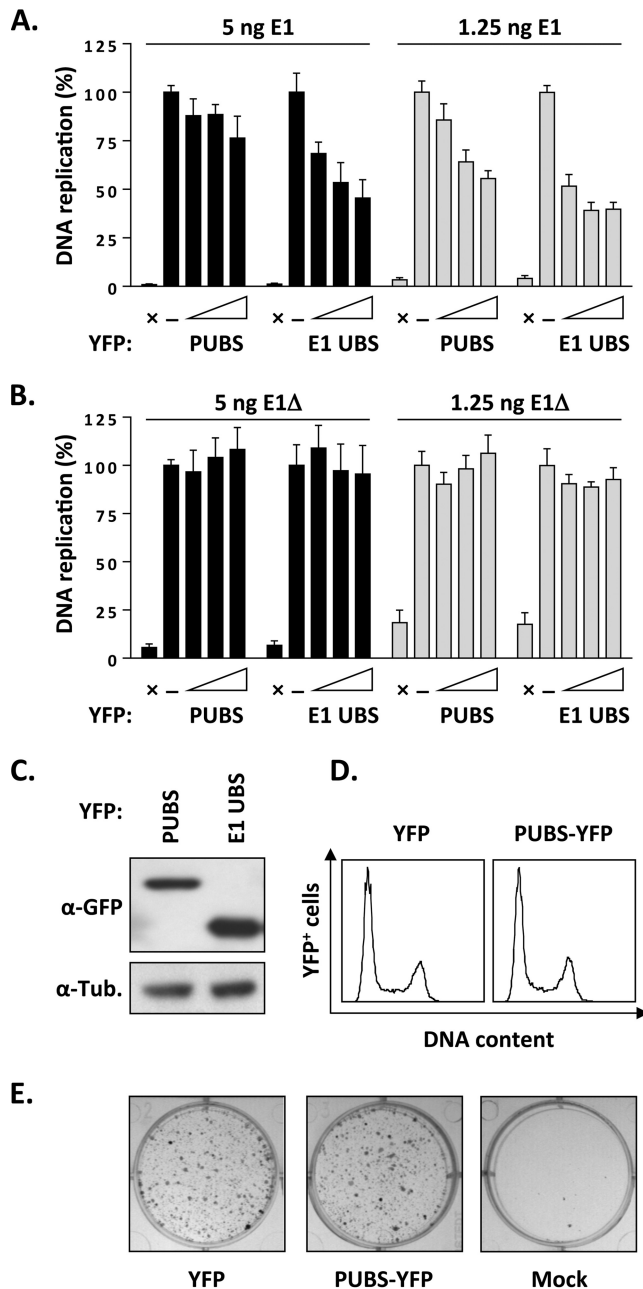 A.
5 ng E1 1.25 ng E1
DNA replication (%)
125
100
75
50
25
0
× – × – × – × –
YFP: PUBS E1 UBS PUBS E1 UBS
B.
5 ng E1Δ 1.25 ng E1Δ
DNA replication (%)
125
100
75
50
25
0
× – × – × – × –
YFP: PUBS E1 UBS PUBS E1 UBS
C.
YFP: PUBS E1 UBS
α-GFP
α-Tub.
D.
YFP PUBS-YFP
YFP⁺ cells
DNA content
E.
YFP PUBS-YFP Mock